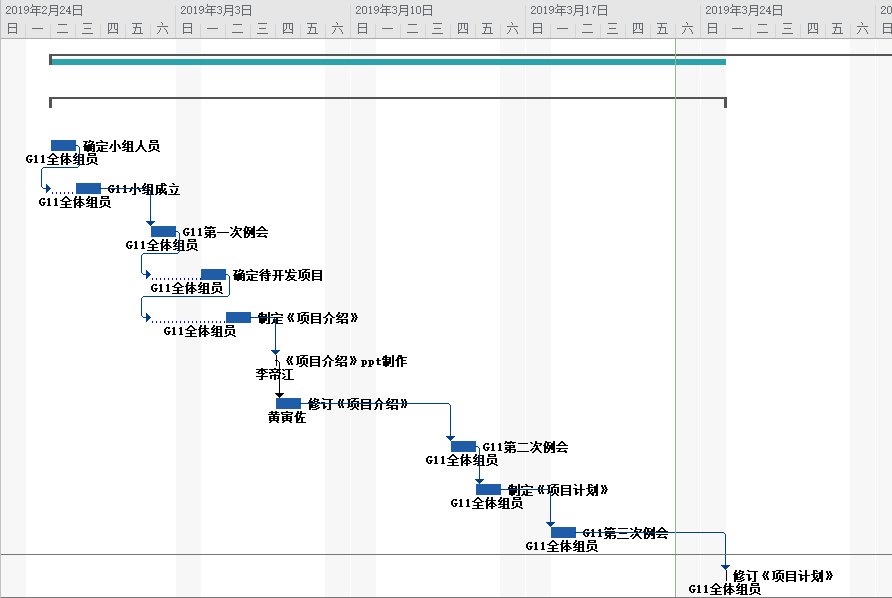 2019年2月24日 2019年3月3日 2019年3月10日 2019年3月17日 2019年3月24日 20
日 一 二 三 四 五 六 日 一 二 三 四 五 六 日 一 二 三 四 五 六 日 一 二 三 四 五 六 日 一 二 三 四 五 六 日
确定小组人员
G11全体组员
G11小组成立
G11全体组员
G11第一次例会
G11全体组员
确定待开发项目
G11全体组员
制定《项目介绍》
G11全体组员
《项目介绍》ppt制作
李帝江
修订《项目介绍》
黄寅佐
G11第二次例会
G11全体组员
制定《项目计划》
G11全体组员
G11第三次例会
G11全体组员
修订《项目计划》
G11全体组员